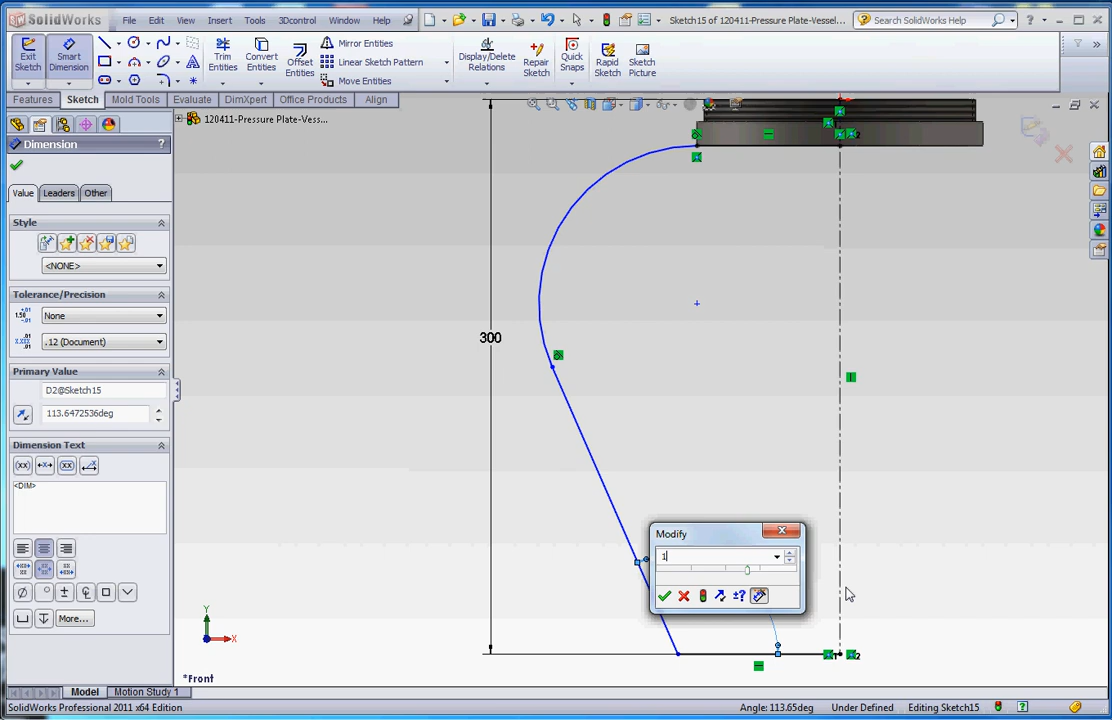 SolidWorks
File Edit View Insert Tools 3Dcontrol Window Help
Sketch15 of 120411-Pressure Plate-Vessel...
Search SolidWorks Help
Exit Sketch
Smart Dimension
Trim Entities
Convert Entities
Offset Entities
Mirror Entities
Linear Sketch Pattern
Move Entities
Display/Delete Relations
Repair Sketch
Quick Snaps
Rapid Sketch
Sketch Picture
Features Sketch Mold Tools Evaluate DimXpert Office Products Align
120411-Pressure Plate-Vess...
Dimension ?
Value Leaders Other
Style
<NONE>
Tolerance/Precision
None
.12 (Document)
Primary Value
D2@Sketch15
113.6472536deg
Dimension Text
<DIM>
More...
300
Modify
1
Y
X
*Front
Model Motion Study 1
SolidWorks Professional 2011 x64 Edition
Angle: 113.65deg Under Defined Editing Sketch15